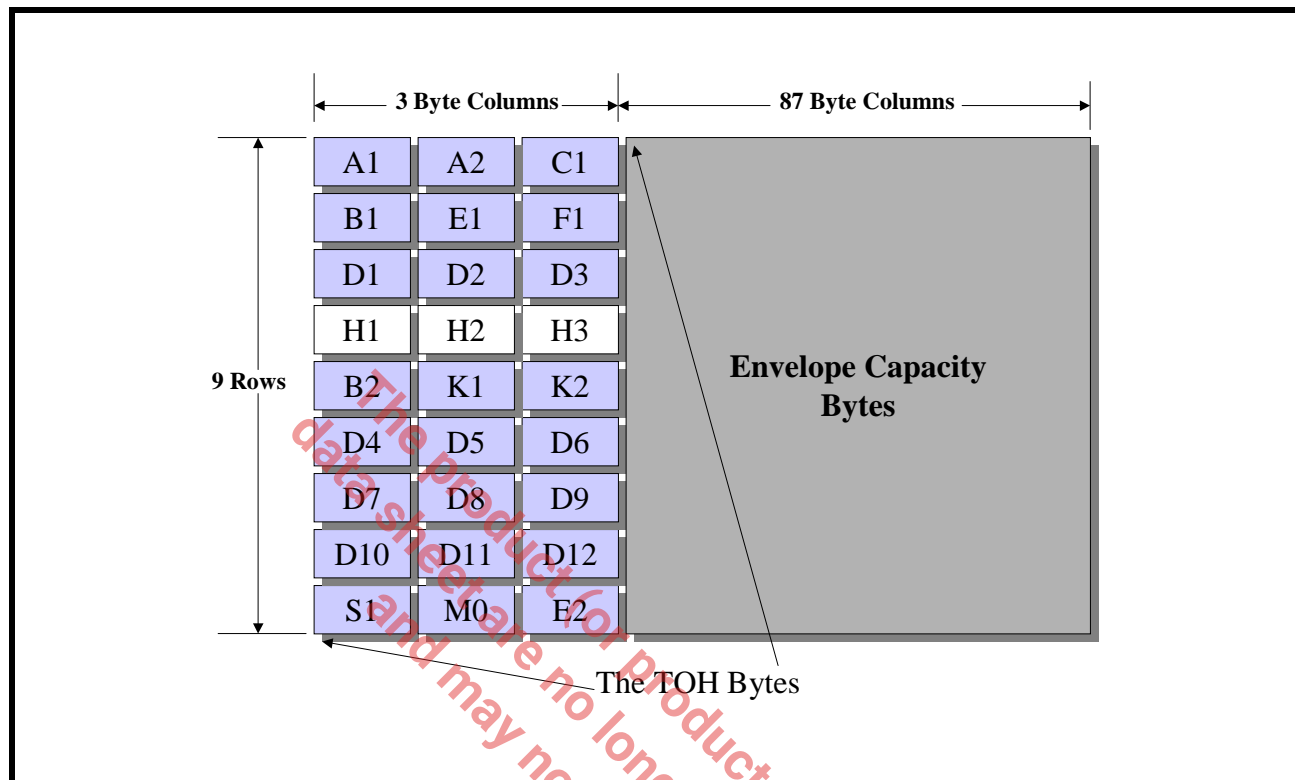 3 Byte Columns 87 Byte Columns
A1 A2 C1
B1 E1 F1
D1 D2 D3
H1 H2 H3
9 Rows
B2 K1 K2
Envelope Capacity
Bytes
D4 D5 D6
D7 D8 D9
D10 D11 D12
S1 M0 E2
The TOH Bytes
The product (or product
data sheet are no long
and may no